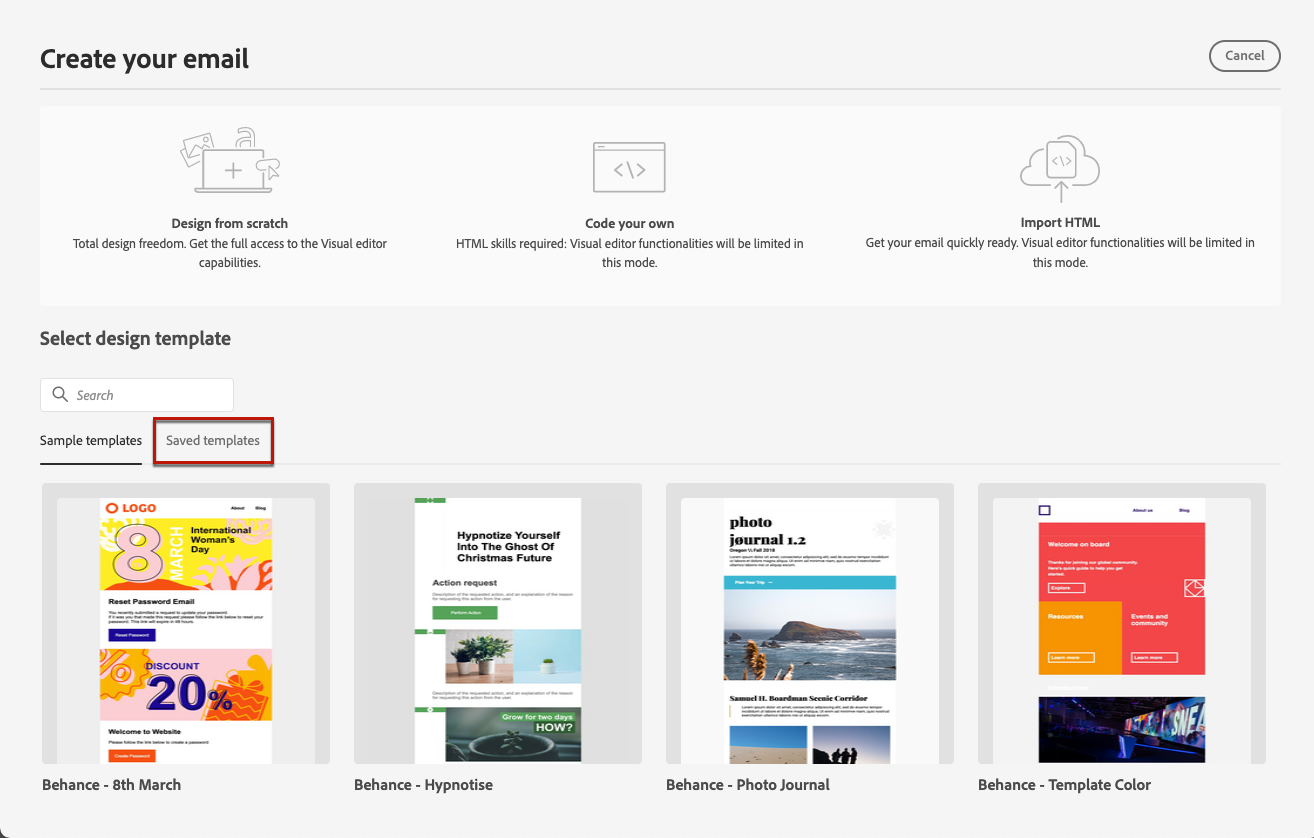 Create your email
Cancel
Design from scratch
Total design freedom. Get the full access to the Visual editor
capabilities.
Code your own
HTML skills required: Visual editor functionalities will be limited in
this mode.
Import HTML
Get your email quickly ready. Visual editor functionalities will be limited in
this mode.
Select design template
Search
Sample templates
Saved templates
LOGO
About
Blog
8
MARCH
International
Woman's
Day
Reset Password Email
You recently submitted a request to update your password.
If it was you that made this request please follow the link below to reset your
password. This link will expire in 48 hours.
Reset Password
DISCOUNT
20%
Welcome to Website
Please follow the link below to create a password
Create Password
Behance - 8th March
Hypnotize Yourself
Into The Ghost Of
Christmas Future
Action request
Description of the requested action, and an explanation of the reason
for requesting this action from the user.
Perform Action
Description of the requested action, and an explanation of the reason
for requesting this action from the user.
Grow for two days
HOW?
Behance - Hypnotise
photo
journal 1.2
Oregon \\ Fall 2018
Plan Your Trip →
Samuel H. Boardman Scenic Corridor
Behance - Photo Journal
About us
Blog
Welcome on board
Thanks for joining our global community.
Here's quick guide to help you get
started.
Explore
Resources
Learn more
Events and
community
Learn more
SNEA
Behance - Template Color